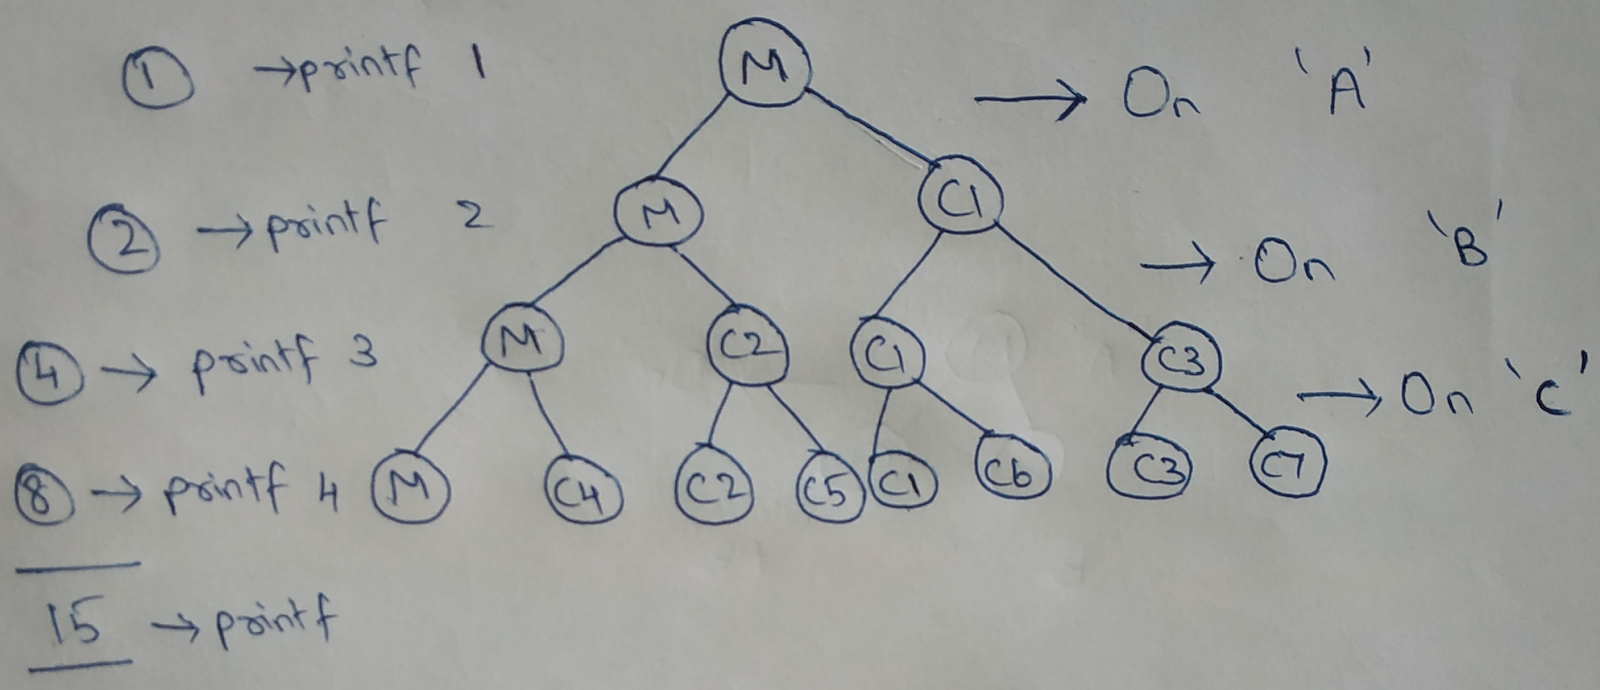 ① →printf 1 M → On 'A'
② → printf 2 M C1 → On 'B'
④ → printf 3 M C2 C1 C3 → On 'C'
⑧ → printf 4 M C4 C2 C5 C1 C6 C3 C7
15 → printf